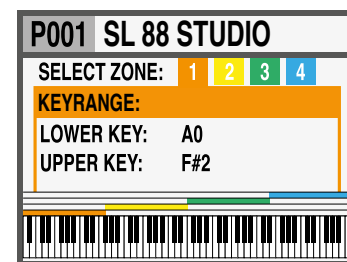 P001 SL 88 STUDIO
SELECT ZONE: 1 2 3 4
KEYRANGE:
LOWER KEY: A0
UPPER KEY: F#2